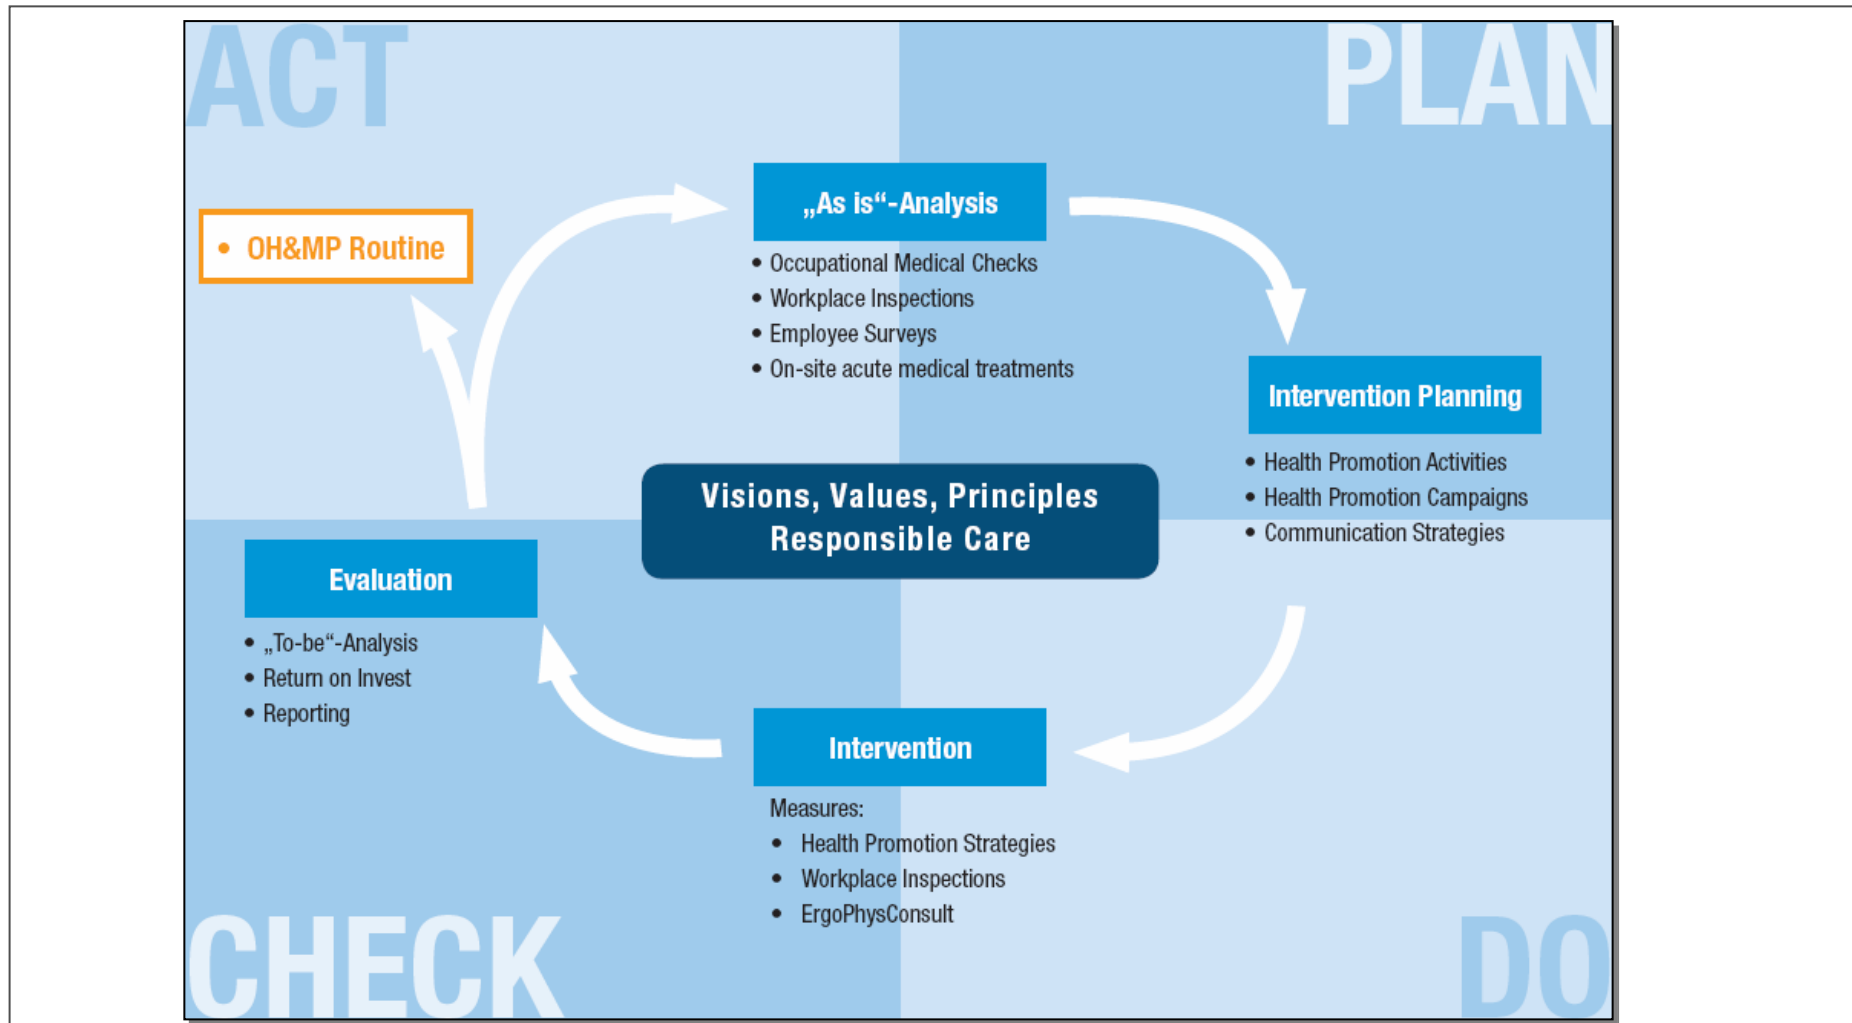 ACT
PLAN
„As is“-Analysis
• Occupational Medical Checks
• Workplace Inspections
• Employee Surveys
• On-site acute medical treatments
• OH&MP Routine
Intervention Planning
• Health Promotion Activities
• Health Promotion Campaigns
• Communication Strategies
Visions, Values, Principles
Responsible Care
Evaluation
• „To-be“-Analysis
• Return on Invest
• Reporting
Intervention
Measures:
• Health Promotion Strategies
• Workplace Inspections
• ErgoPhysConsult
CHECK
DO